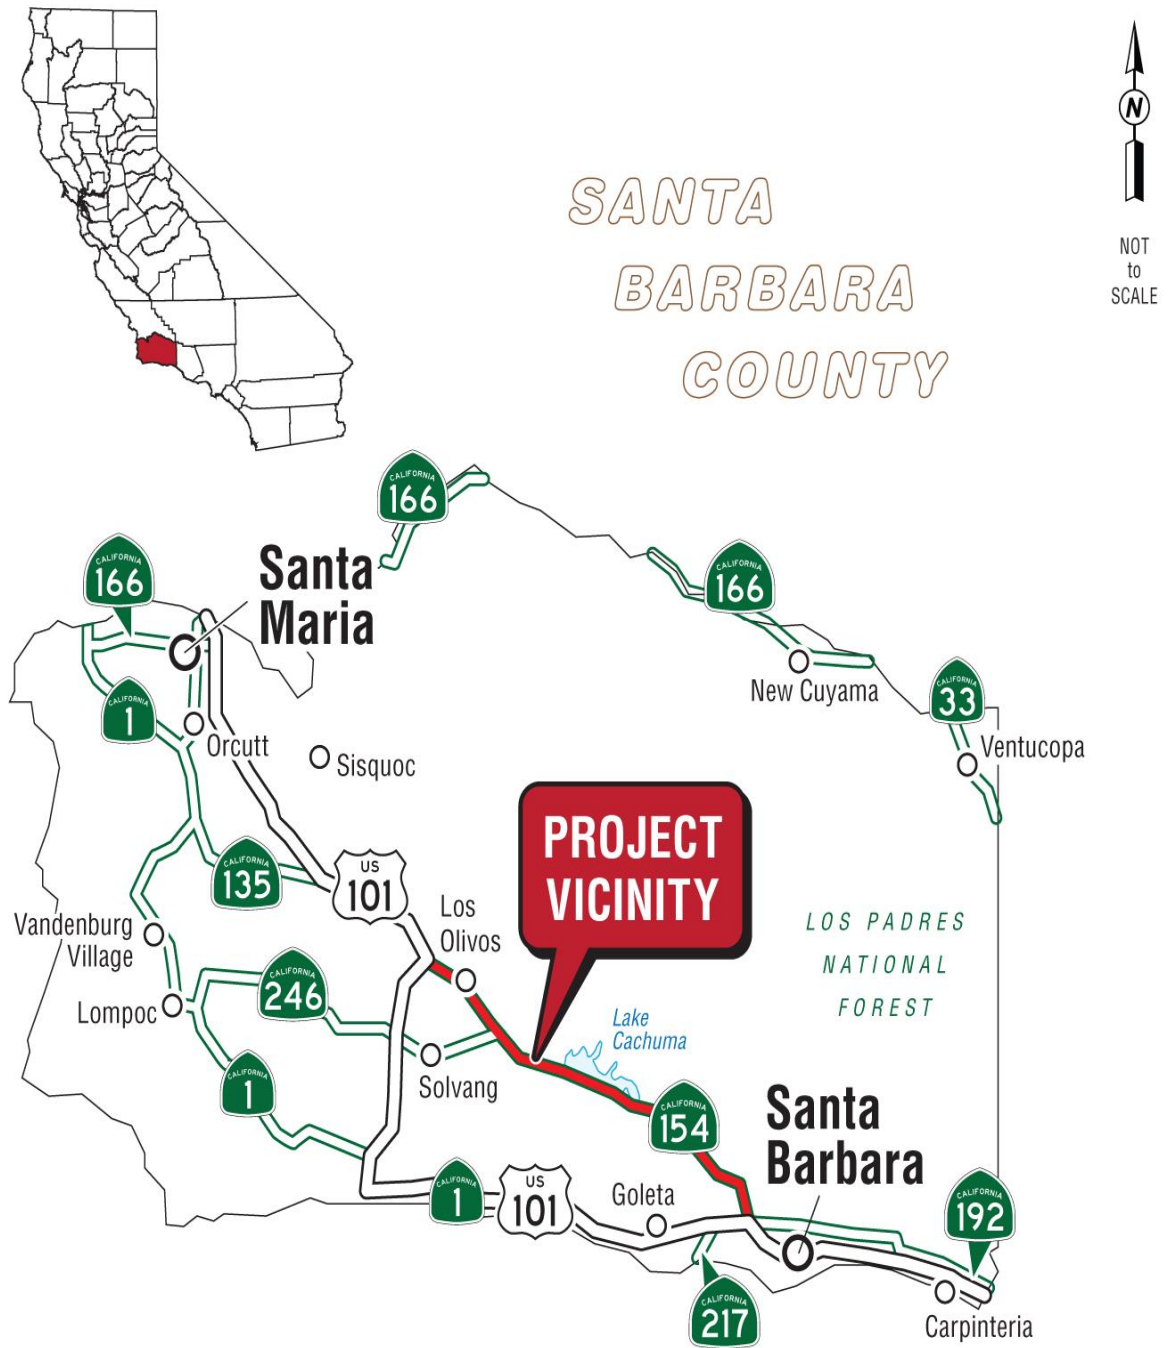 N
NOT
to
SCALE
SANTA
BARBARA
COUNTY
CALIFORNIA
166
CALIFORNIA
166
Santa
Maria
CALIFORNIA
166
New Cuyama
CALIFORNIA
33
Ventucopa
CALIFORNIA
1
Orcutt
Sisquoc
PROJECT
VICINITY
CALIFORNIA
135
US
101
Los
Olivos
LOS PADRES
NATIONAL
FOREST
Vandenburg
Village
CALIFORNIA
246
Lompoc
Lake
Cachuma
Solvang
CALIFORNIA
1
CALIFORNIA
154
Santa
Barbara
CALIFORNIA
1
US
101
Goleta
CALIFORNIA
192
CALIFORNIA
217
Carpinteria